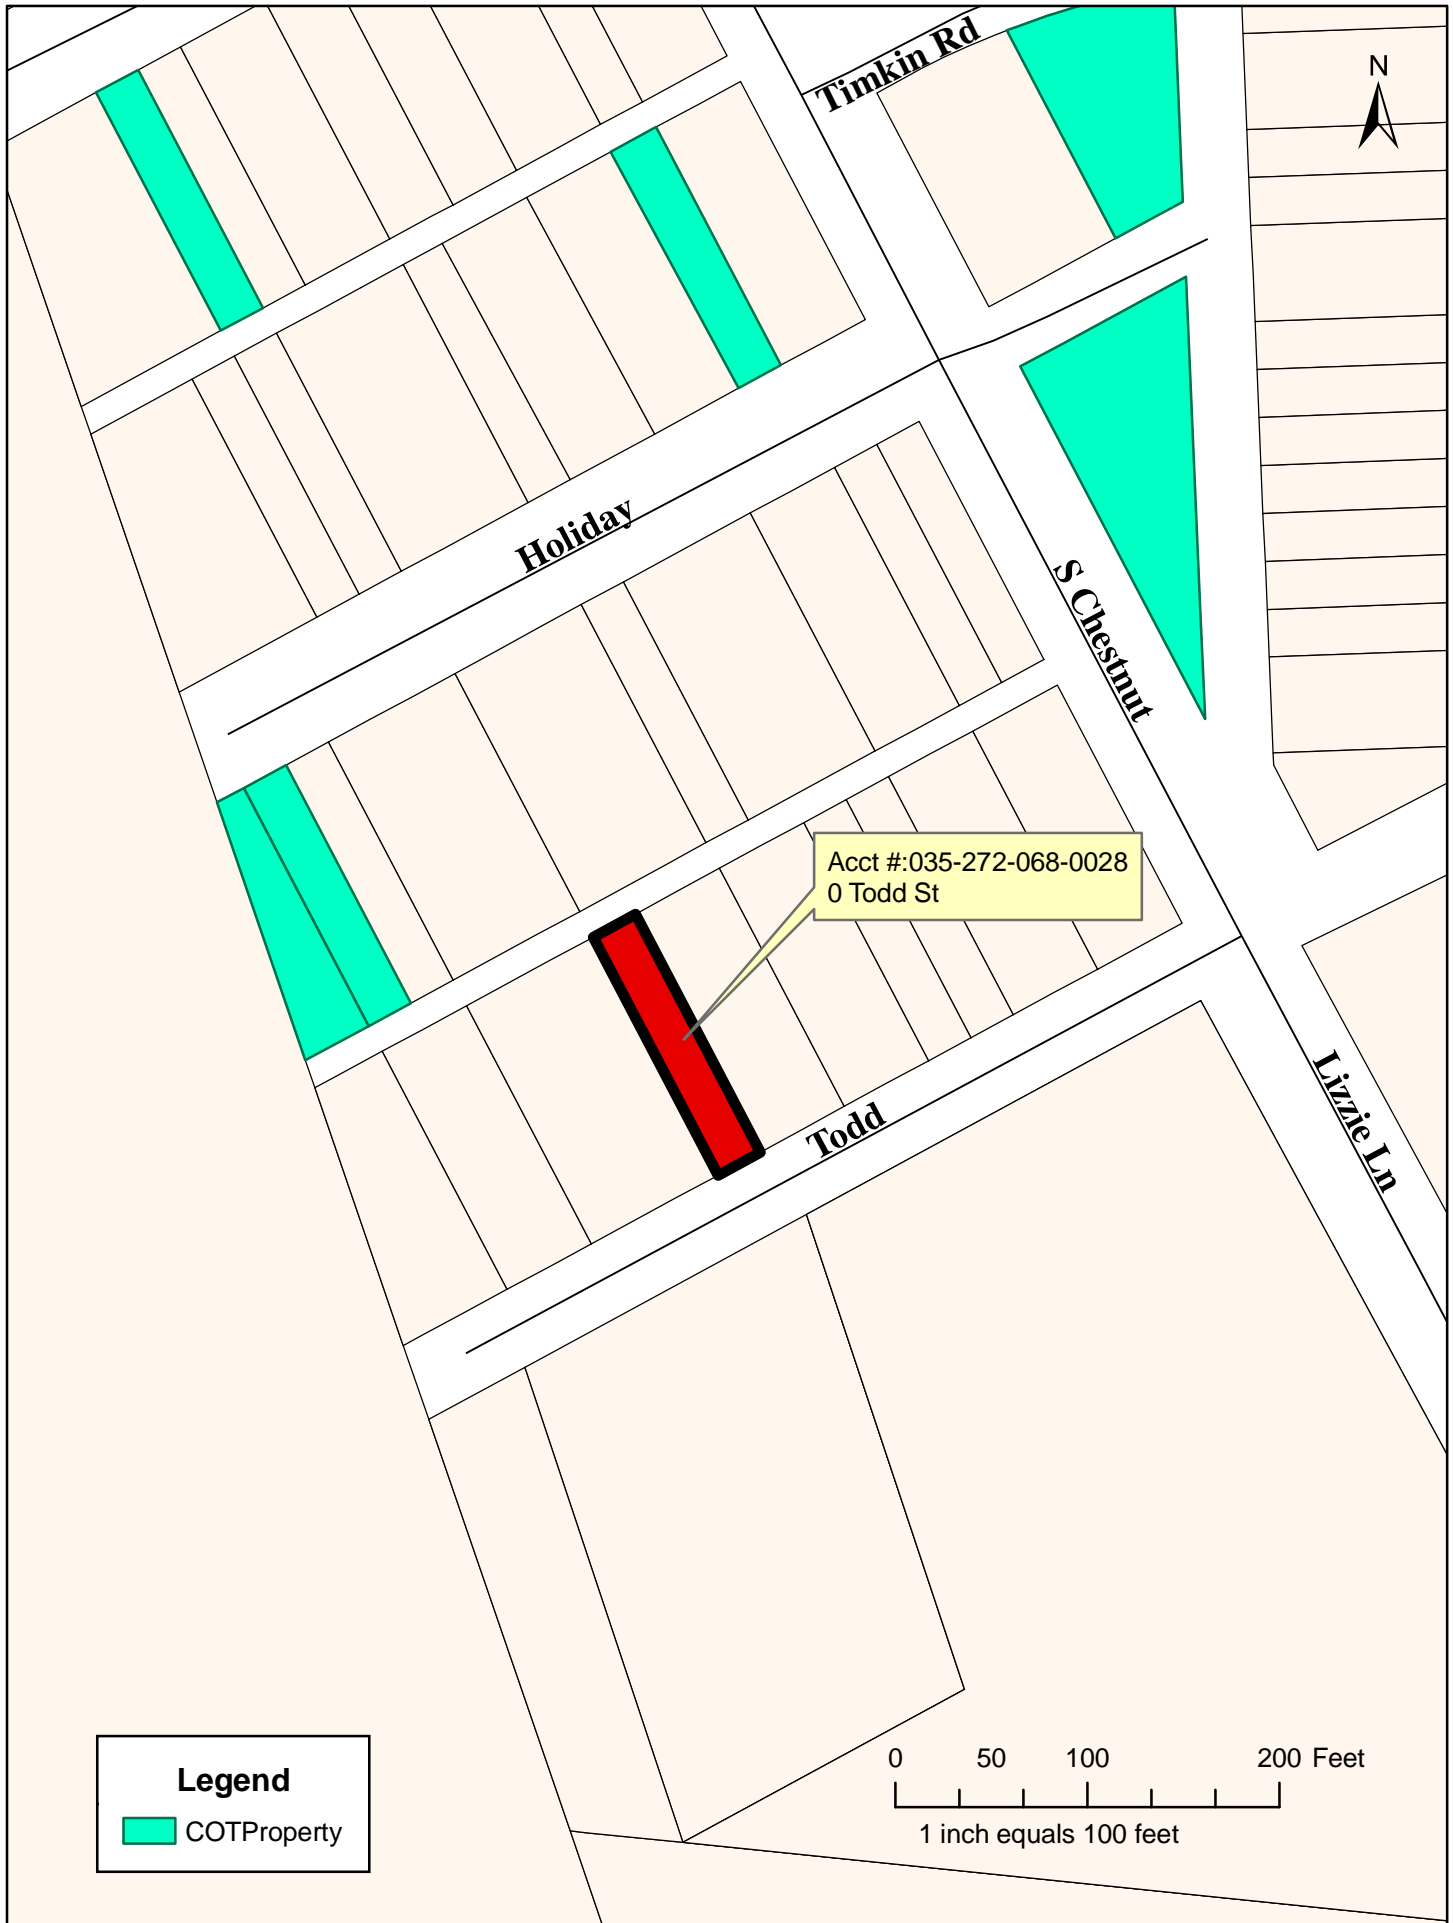 Timkin Rd
N
Holiday
S Chestnut
Acct #:035-272-068-0028
0 Todd St
Todd
Lizzie Ln
Legend
COTProperty
0 50 100 200 Feet
1 inch equals 100 feet